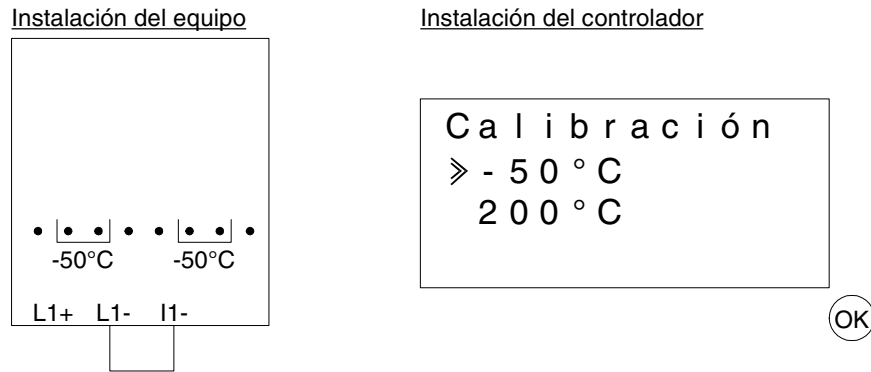 Instalación del equipo
-50°C -50°C
L1+ L1- I1-
Instalación del controlador
Calibración
-50°C
200°C
OK